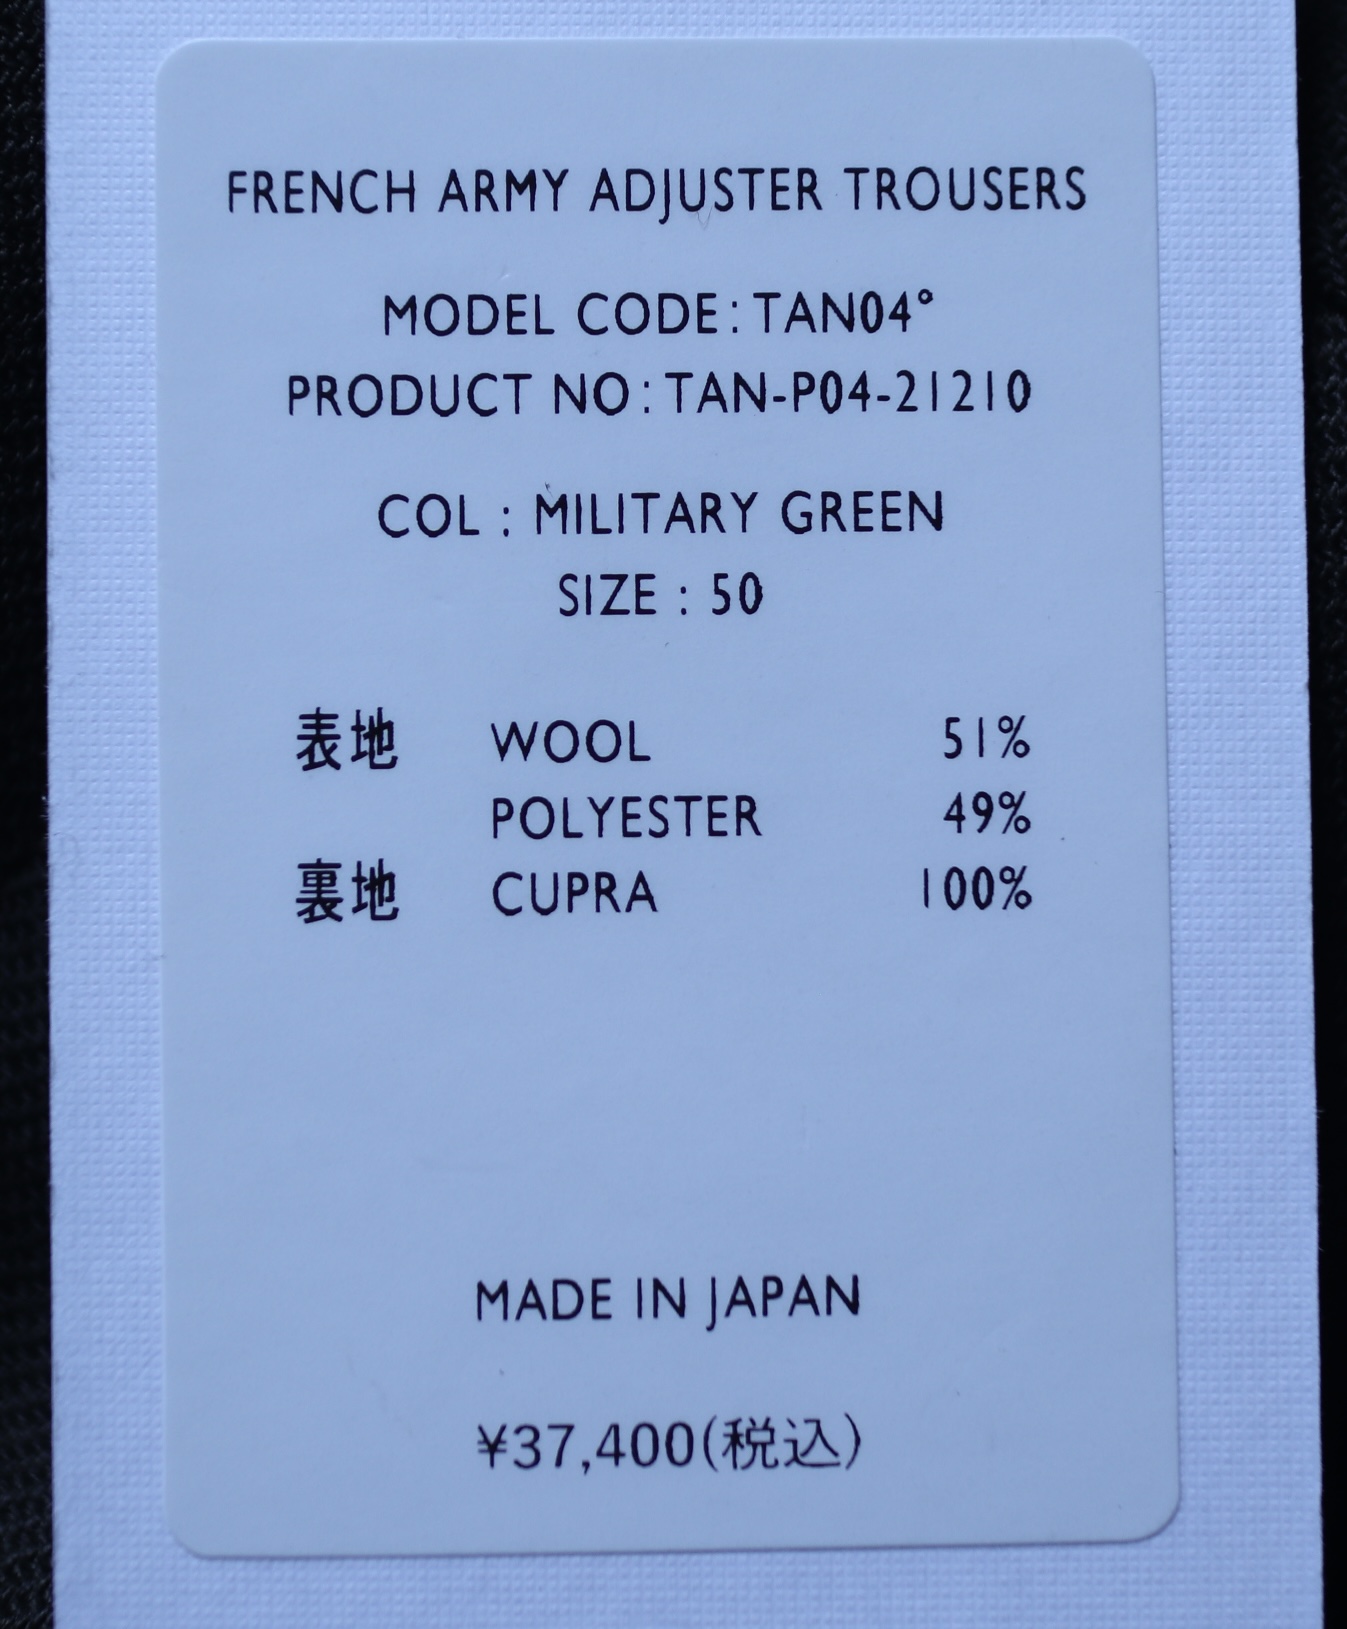 FRENCH ARMY ADJUSTER TROUSERS
MODEL CODE: TAN04°
PRODUCT NO: TAN-P04-21210
COL : MILITARY GREEN
SIZE : 50
表地 WOOL 51%
POLYESTER 49%
裏地 CUPRA 100%
MADE IN JAPAN
¥37,400(税込)